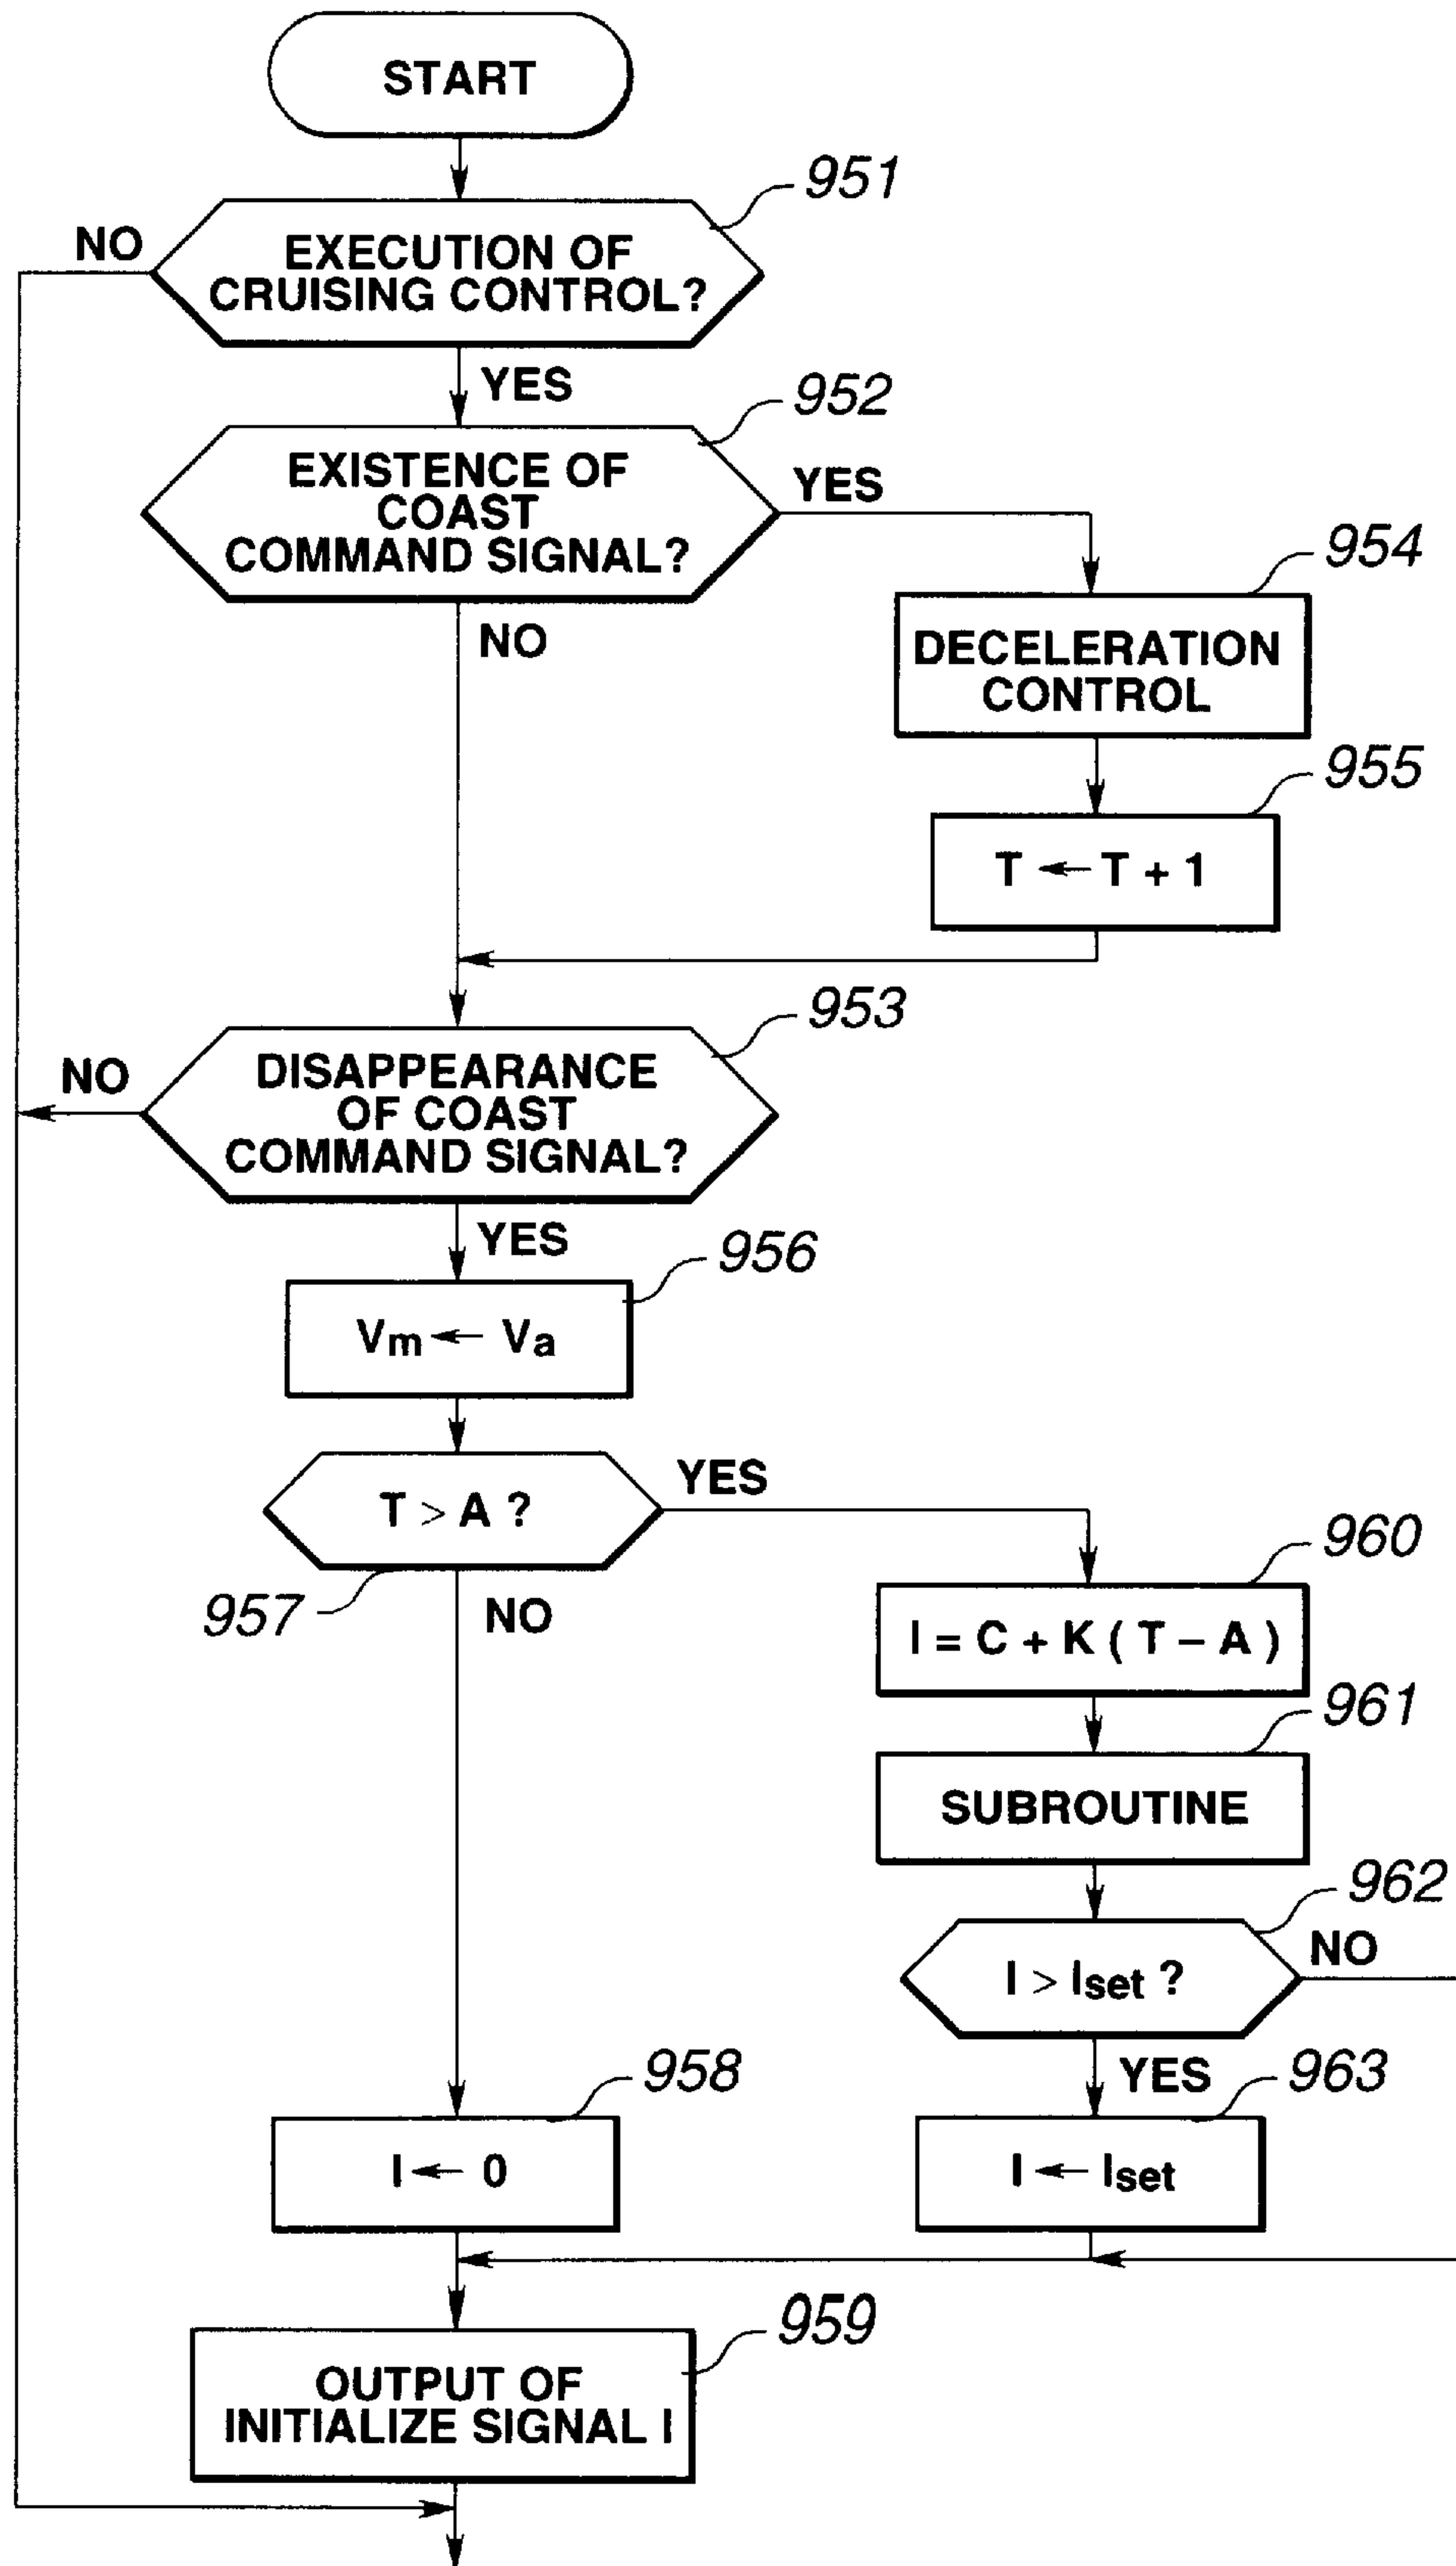 START
951
NO
EXECUTION OF
CRUISING CONTROL?
YES
952
EXISTENCE OF
COAST
COMMAND SIGNAL?
YES
954
NO
DECELERATION
CONTROL
955
T ← T + 1
953
NO
DISAPPEARANCE
OF COAST
COMMAND SIGNAL?
YES
956
Vm ← Va
T > A ?
YES
957
NO
960
I = C + K ( T – A )
961
SUBROUTINE
962
NO
I > Iset ?
YES
958
963
I ← 0
I ← Iset
959
OUTPUT OF
INITIALIZE SIGNAL I